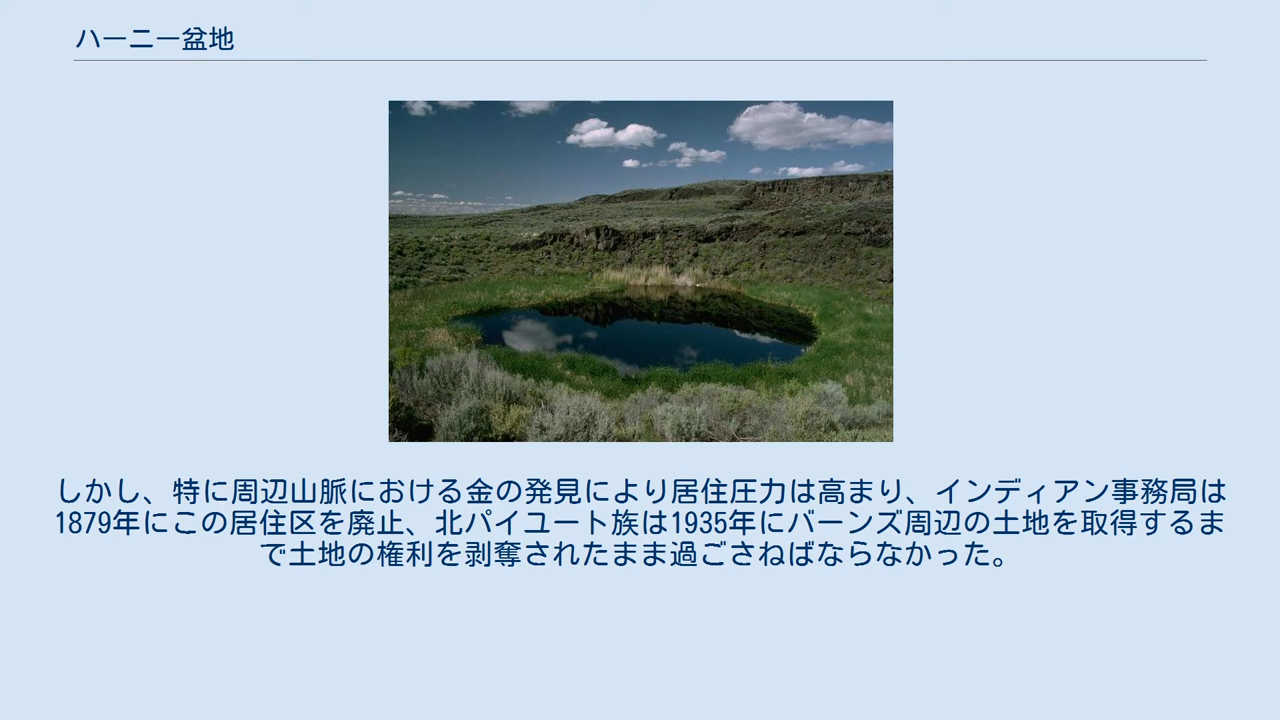 ハーニー盆地
しかし、特に周辺山脈における金の発見により居住圧力は高まり、インディアン事務局は
1879年にこの居住区を廃止、北パイユート族は1935年にバーンズ周辺の土地を取得するま
で土地の権利を剥奪されたまま過ごさねばならなかった。